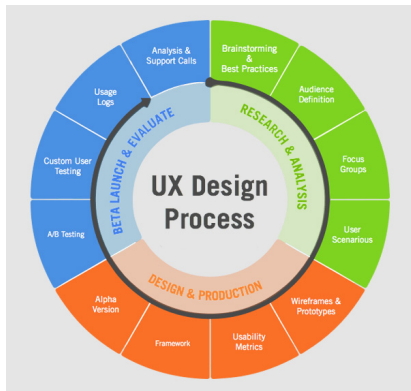 UX Design
Process
RESEARCH & ANALYSIS
DESIGN & PRODUCTION
BETA LAUNCH & EVALUATE
Brainstorming &
Best Practices
Audience
Definition
Focus
Groups
User
Scenarious
Wireframes &
Prototypes
Usability
Metrics
Framework
Alpha
Version
A/B Testing
Custom User
Testing
Usage
Logs
Analysis &
Support Calls